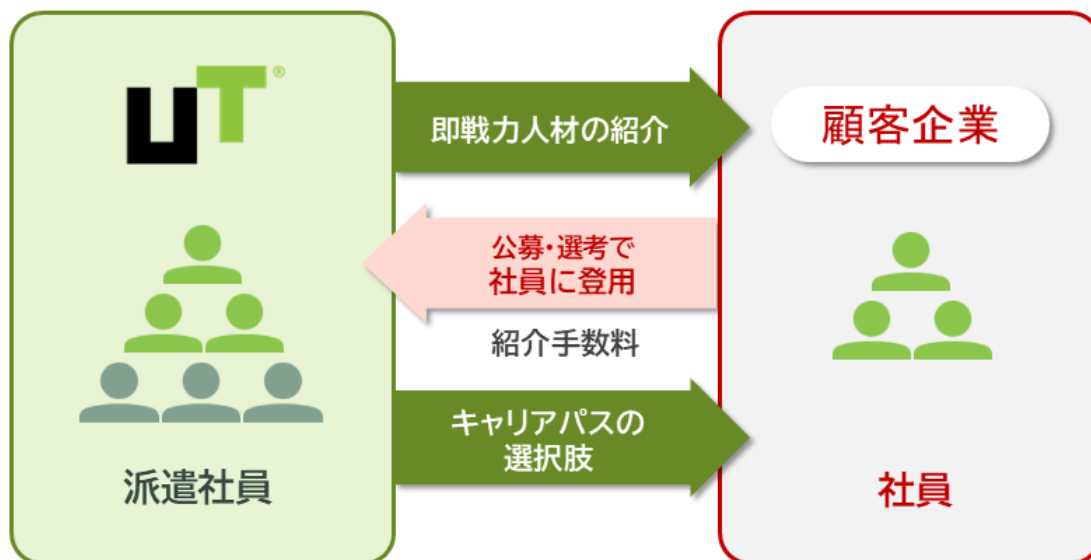 UT®
派遣社員
即戦力人材の紹介
公募・選考で
社員に登用
紹介手数料
キャリアパスの
選択肢
顧客企業
社員